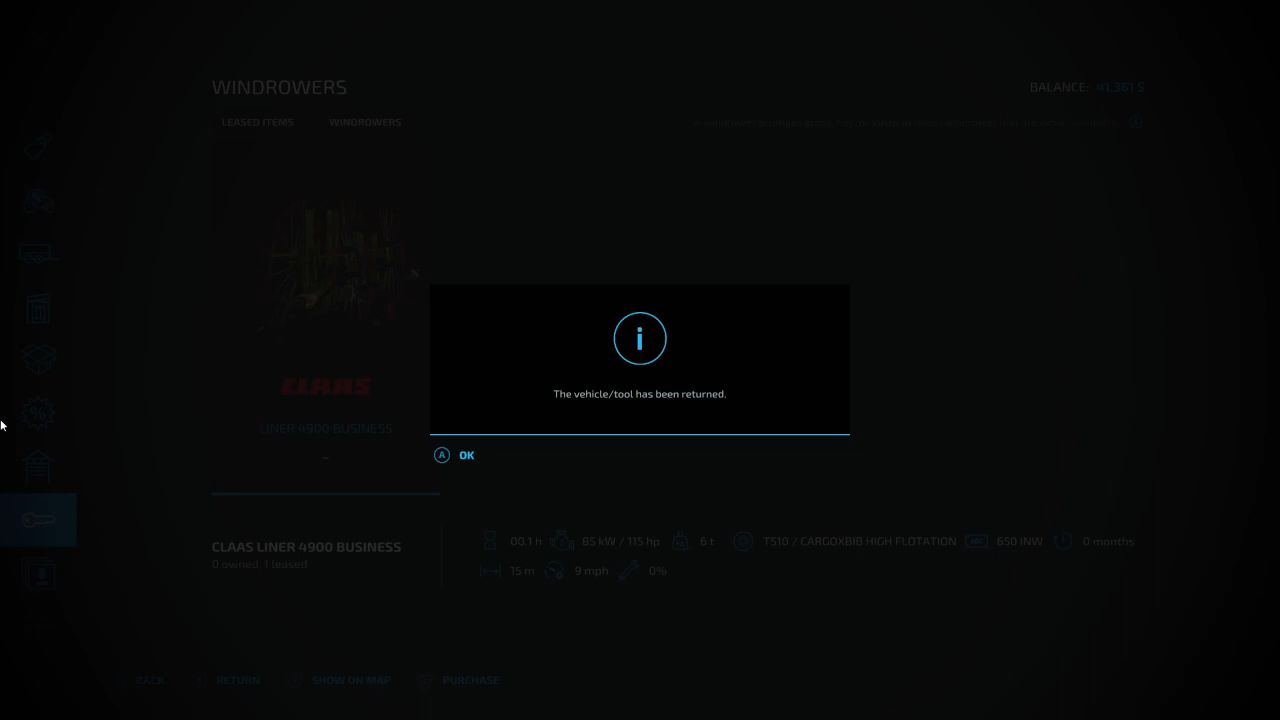 WINDROWERS
BALANCE: 41,361 $
LEASED ITEMS WINDROWERS
CLAAS
LINER 4900 BUSINESS
-
The vehicle/tool has been returned.
A OK
CLAAS LINER 4900 BUSINESS
0 owned, 1 leased
00.1 h 85 kW / 115 hp 6 t T510 / CARGOXBIB HIGH FLOTATION 650 INW 0 months
15 m 9 mph 0%
BACK RETURN SHOW ON MAP PURCHASE